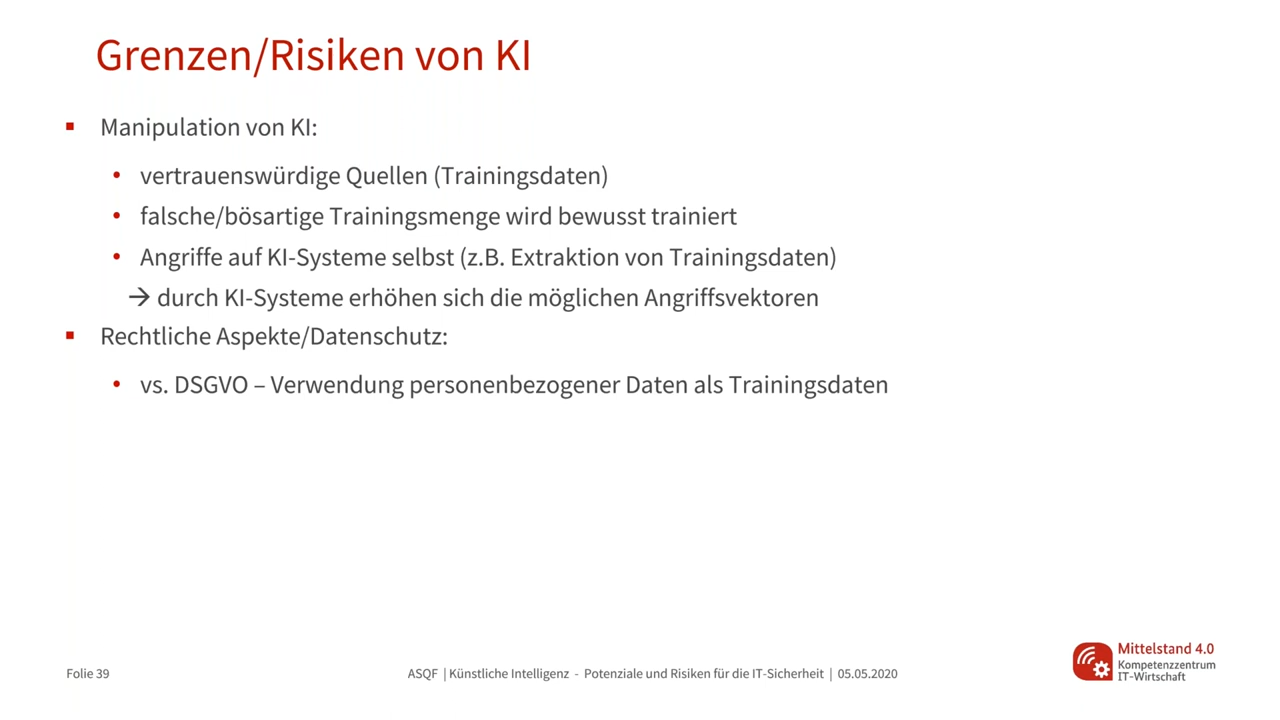 Grenzen/Risiken von KI
▪ Manipulation von KI:
• vertrauenswürdige Quellen (Trainingsdaten)
• falsche/bösartige Trainingsmenge wird bewusst trainiert
• Angriffe auf KI-Systeme selbst (z.B. Extraktion von Trainingsdaten)
→ durch KI-Systeme erhöhen sich die möglichen Angriffsvektoren
▪ Rechtliche Aspekte/Datenschutz:
• vs. DSGVO – Verwendung personenbezogener Daten als Trainingsdaten
Folie 39
ASQF | Künstliche Intelligenz - Potenziale und Risiken für die IT-Sicherheit | 05.05.2020
Mittelstand 4.0
Kompetenzzentrum
IT-Wirtschaft